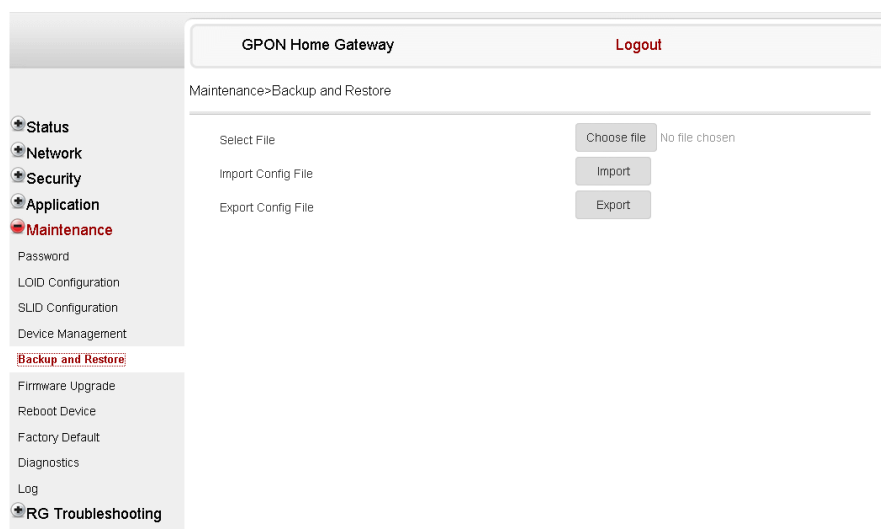 GPON Home Gateway
Logout
Maintenance>Backup and Restore
Status
Network
Security
Application
Maintenance
Password
LOID Configuration
SLID Configuration
Device Management
Backup and Restore
Firmware Upgrade
Reboot Device
Factory Default
Diagnostics
Log
RG Troubleshooting
Select File
Choose file No file chosen
Import Config File
Import
Export Config File
Export